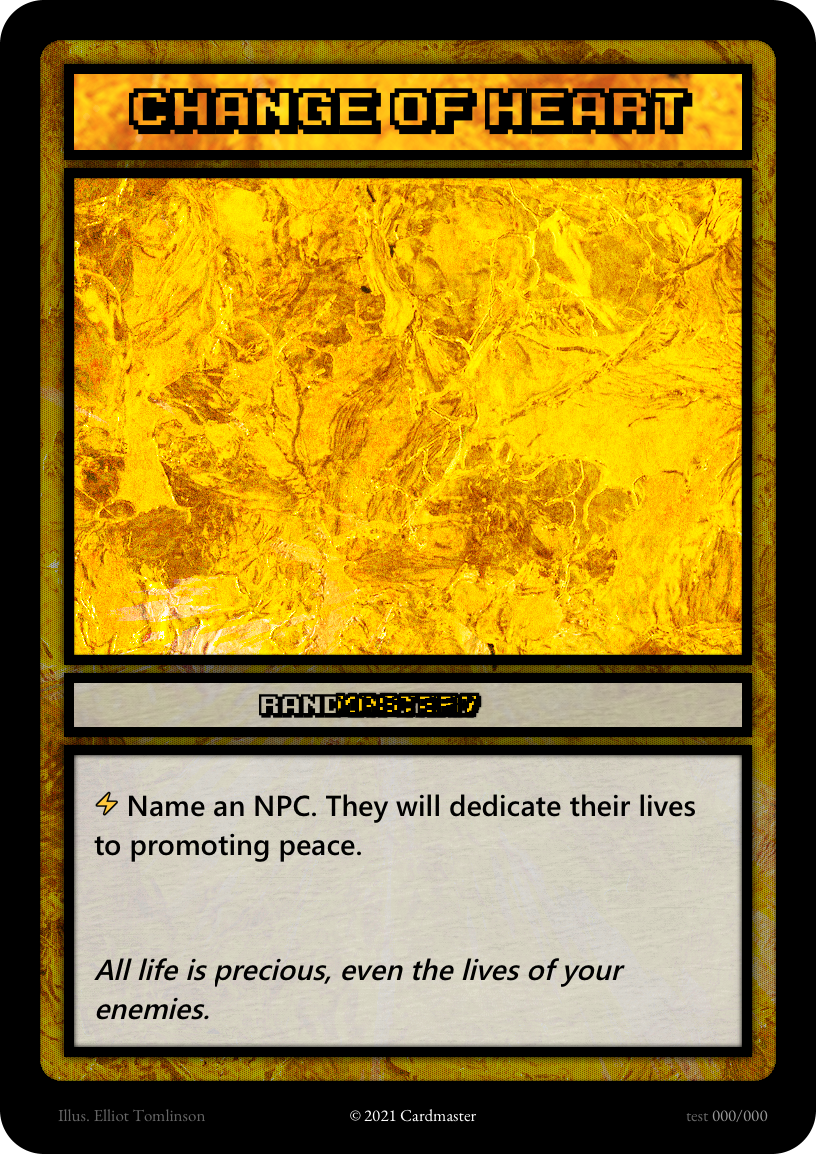 CHANGE OF HEART
⚡ Name an NPC. They will dedicate their lives
to promoting peace.
All life is precious, even the lives of your
enemies.
Illus. Elliot Tomlinson
© 2021 Cardmaster
test 000/000